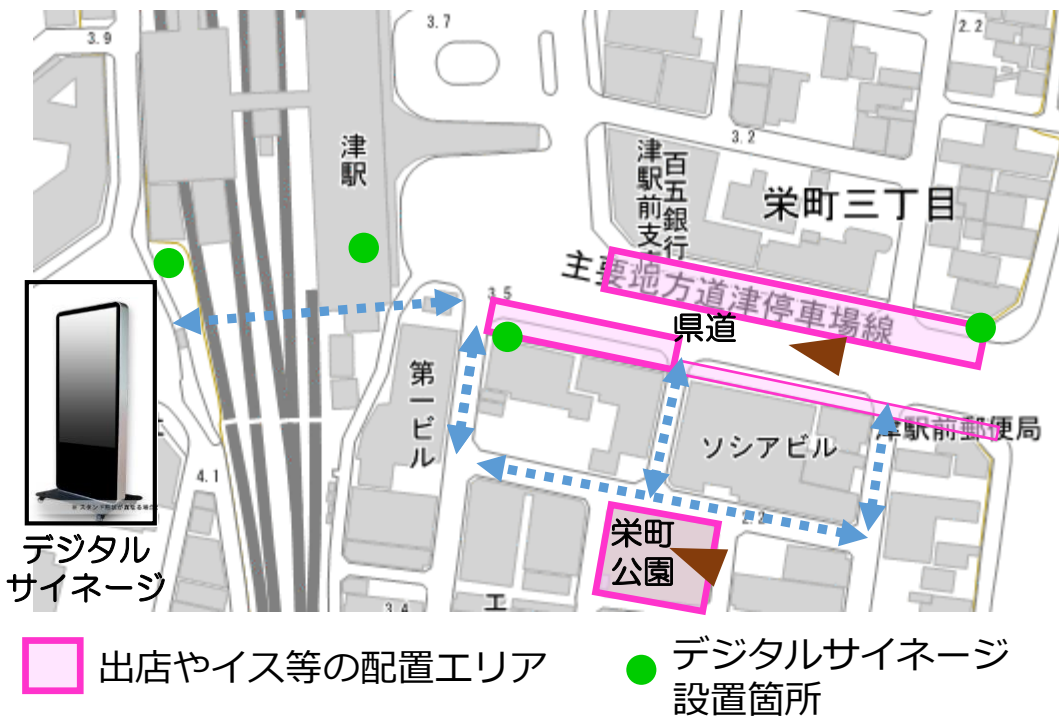 3.9
3.7
2.2
3.2
津駅
百五銀行
津駅前支
栄町三丁目
主要地方道津停車場線
3.5
県道
第一ビル
ソシアビル
津駅前郵便局
4.1
2.2
栄町
公園
デジタル
サイネージ
3.4
工
出店やイス等の配置エリア
デジタルサイネージ
設置箇所